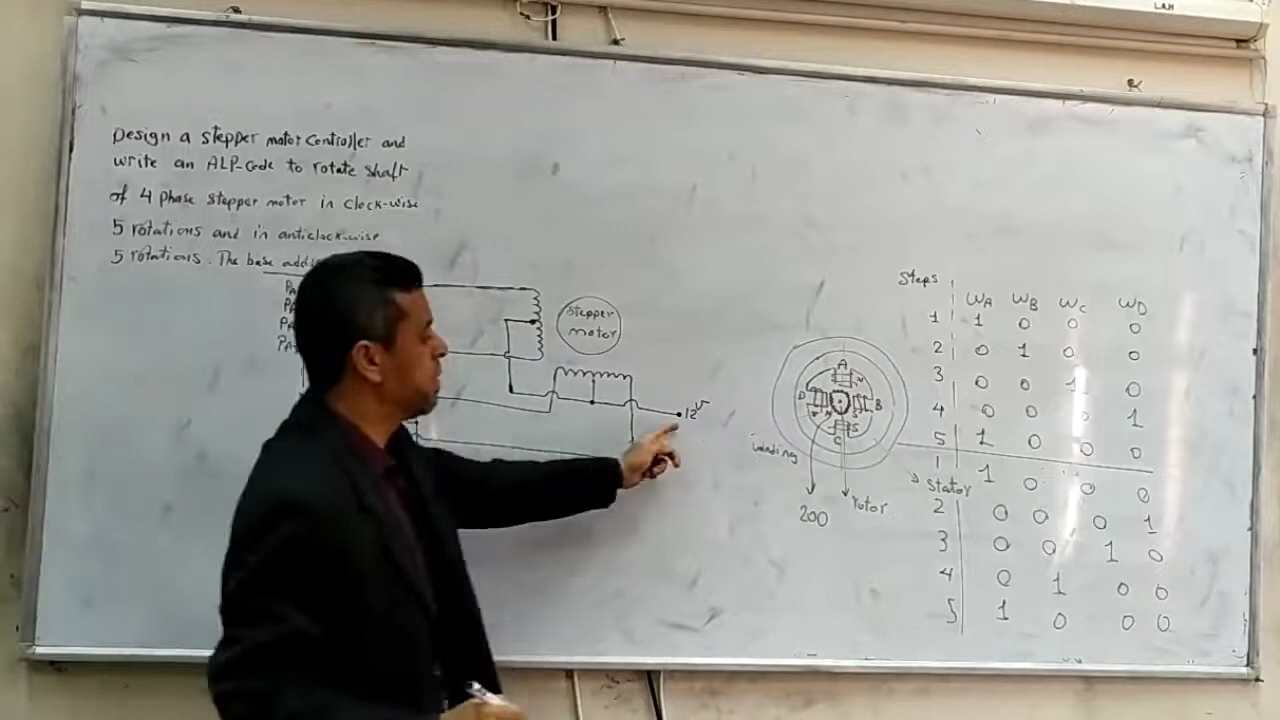 Design a stepper motor Controller and
write an ALP-Code to rotate shaft
of 4 phase stepper motor in clock-wise
5 rotations and in anticlock-wise
5 rotations. The base
Stepper
motor
12V
A
N
D
B
S
C
S
winding
200
rotor
Stator
Steps WA WB WC WD
1 1 0 0 0
2 0 1 0 0
3 0 0 1 0
4 0 0 0 1
5 1 0 0 0
1 1 0 0 0
2 0 0 0 1
3 0 0 1 0
4 0 1 0 0
5 1 0 0 0